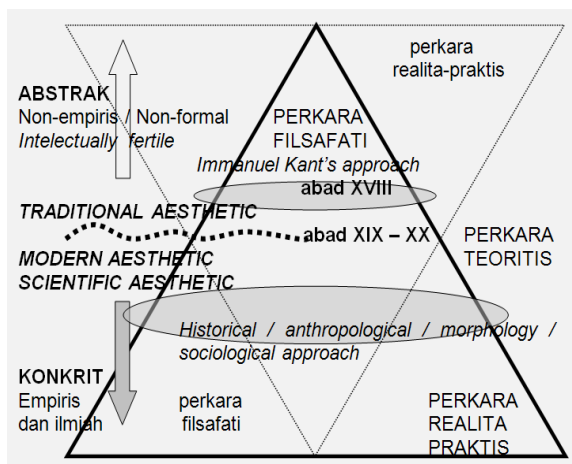 perkara
realita-praktis
ABSTRAK
Non-empiris / Non-formal
Intelectually fertile
PERKARA
FILSAFATI
Immanuel Kant's approach
abad XVIII
TRADITIONAL AESTHETIC
abad XIX – XX
MODERN AESTHETIC
SCIENTIFIC AESTHETIC
PERKARA
TEORITIS
Historical / anthropological / morphology /
sociological approach
KONKRIT
Empiris
dan ilmiah
perkara
filsafati
PERKARA
REALITA
PRAKTIS